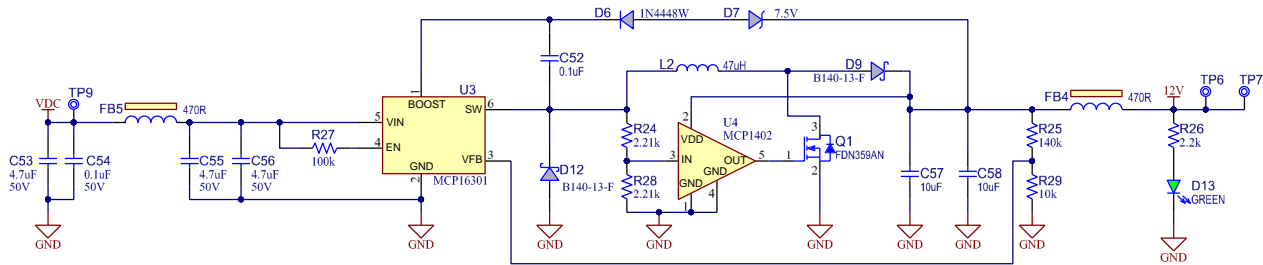 D6
1N4448W
D7
7.5V
C52
0.1uF
L2
47uH
D9
B140-13-F
VDC
TP9
FB5
470R
1
BOOST
U3
SW
6
5
VIN
4
EN
VFB
3
GND
2
MCP16301
R27
100k
C53
4.7uF
50V
C54
0.1uF
50V
C55
4.7uF
50V
C56
4.7uF
50V
GND
GND
D12
B140-13-F
GND
R24
2.21k
R28
2.21k
U4
MCP1402
2
VDD
3
IN
OUT
5
GND
GND
4
1
GND
Q1
FDN359AN
3
1
2
GND
C57
10uF
GND
C58
10uF
GND
R25
140k
R29
10k
GND
FB4
470R
12V
TP6
TP7
R26
2.2k
D13
GREEN
GND